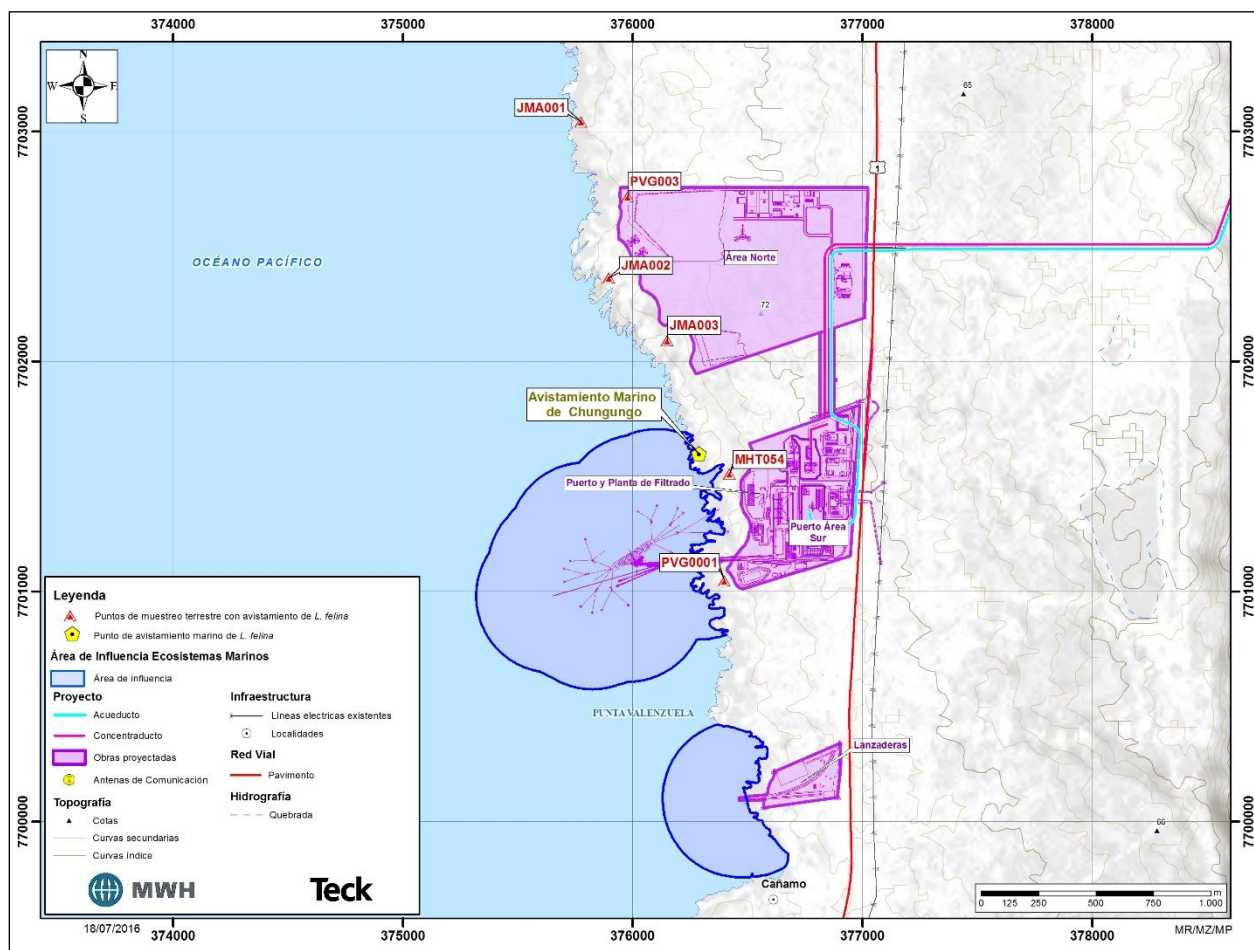 374000
375000
376000
377000
378000
N
W
E
S
65
JMA001
7703000
7703000
PVG003
1
OCÉANO PACÍFICO
Área Norte
JMA002
72
JMA003
7702000
7702000
Avistamiento Marino
de Chungungo
MHT054
Puerto y Planta de Filtrado
Puerto Área
Sur
PVG0001
7701000
7701000
Leyenda
Puntos de muestro terrestre con avistamiento de L. felina
Punto de avistamiento marino de L. felina
Área de Influencia Ecosistemas Marinos
Área de influencia
Proyecto
Acueducto
Concentraducto
Obras proyectadas
Antenas de Comunicación
Topografía
Cotas
Curvas secundarias
Curvas índice
Infraestructura
Líneas electricas existentes
Localidades
Red Vial
Pavimento
Hidrografía
Quebrada
MWH
Teck
PUNTA VALENZUELA
Lanzaderas
7700000
7700000
66
Cañamo
0 125 250 500 750 1.000 m
18/07/2016
MR/MZ/MP
374000
375000
376000
377000
378000